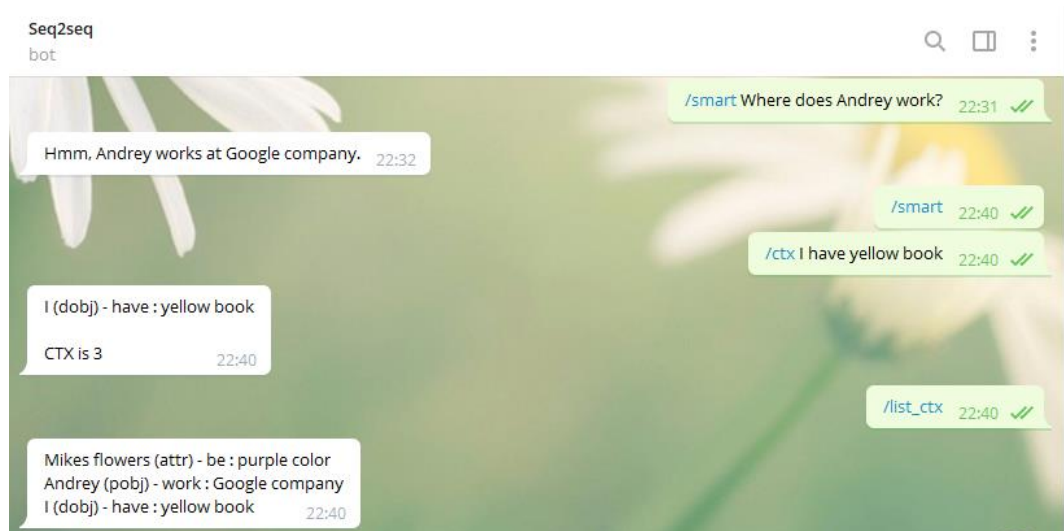 Seq2seq
bot
/smart Where does Andrey work? 22:31
Hmm, Andrey works at Google company. 22:32
/smart 22:40
/ctx I have yellow book 22:40
I (dobj) - have : yellow book
CTX is 3 22:40
/list_ctx 22:40
Mikes flowers (attr) - be : purple color
Andrey (pobj) - work : Google company
I (dobj) - have : yellow book 22:40